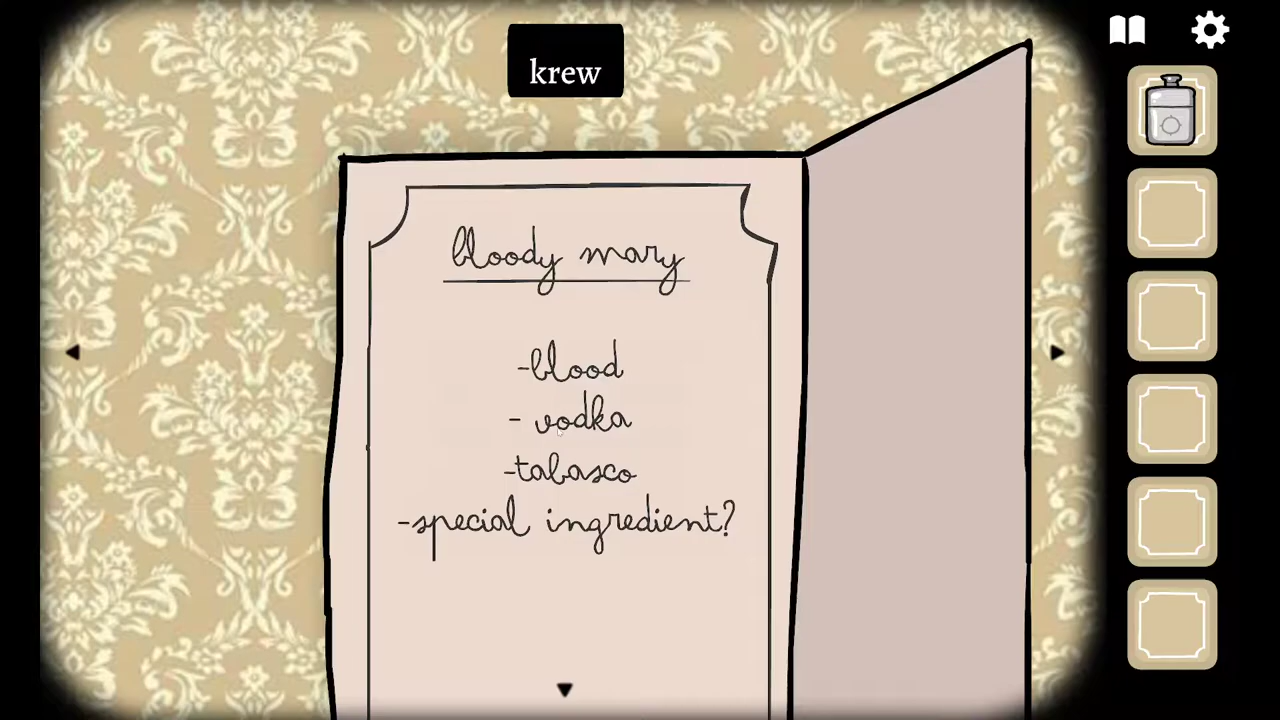 krew
bloody mary
-blood
- vodka
-tabasco
-special ingredient?